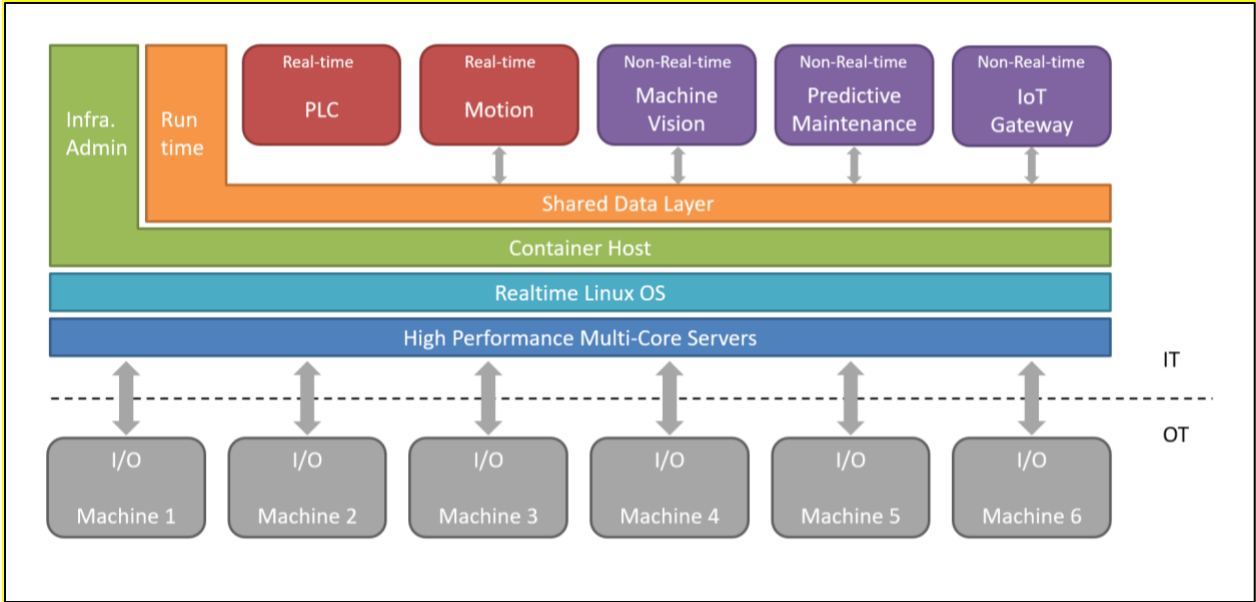 Infra.
Admin
Run
time
Real-time
PLC
Real-time
Motion
Non-Real-time
Machine
Vision
Non-Real-time
Predictive
Maintenance
Non-Real-time
IoT
Gateway
Shared Data Layer
Container Host
Realtime Linux OS
High Performance Multi-Core Servers
IT
OT
I/O
Machine 1
I/O
Machine 2
I/O
Machine 3
I/O
Machine 4
I/O
Machine 5
I/O
Machine 6